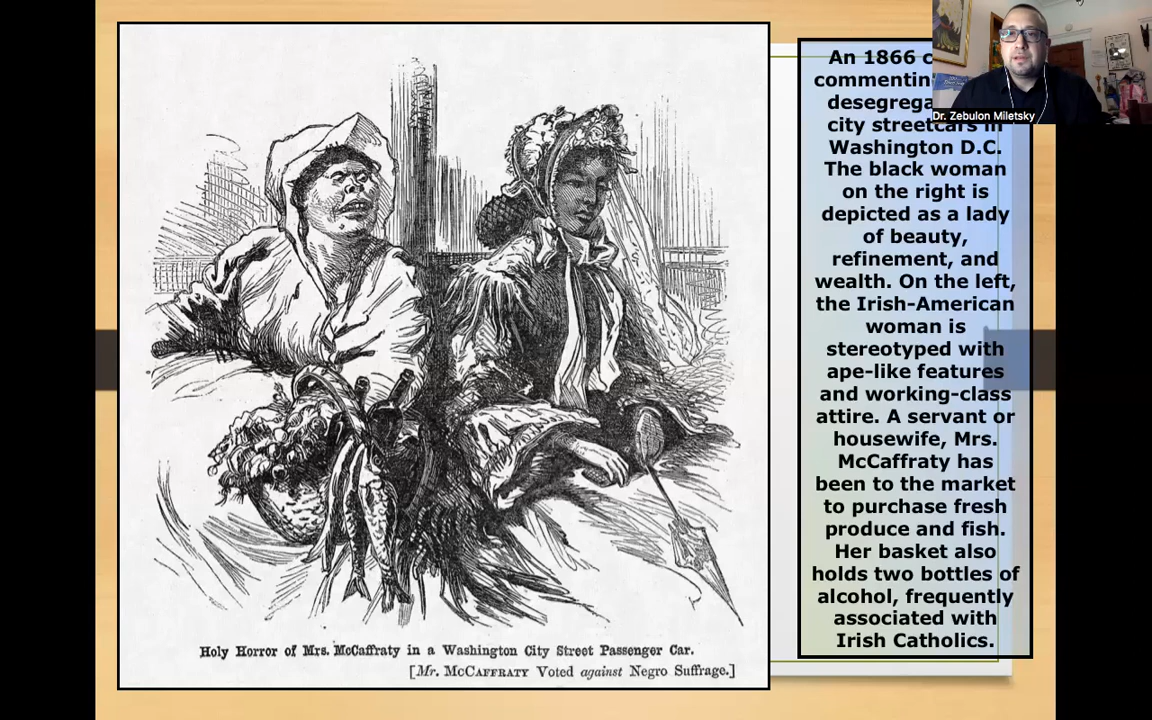 Holy Horror of Mrs. McCaffraty in a Washington City Street Passenger Car.
[Mr. McCAFFRATY Voted against Negro Suffrage.]
An 1866
commentin
desegrega
city streetcars in
Washington D.C.
The black woman
on the right is
depicted as a lady
of beauty,
refinement, and
wealth. On the left,
the Irish-American
woman is
stereotyped with
ape-like features
and working-class
attire. A servant or
housewife, Mrs.
McCaffraty has
been to the market
to purchase fresh
produce and fish.
Her basket also
holds two bottles of
alcohol, frequently
associated with
Irish Catholics.
Dr. Zebulon Miletsky